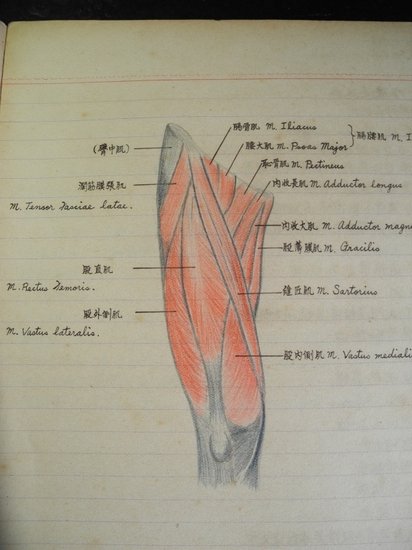 腸骨肌 M. Iliacus
腰大肌 M. Psoas Major
腸腰肌 M. I
恥骨肌 M. Pectineus
內收長肌 M. Adductor longus
內收大肌 M. Adductor magn
股薄膜肌 M. Gracilis
縫匠肌 M. Sartorius
股內側肌 M. Vastus mediali
(臀中肌)
濶筋膜張肌
M. Tensor Fasciae latae.
股直肌
M. Rectus Femoris.
股外側肌
M. Vastus lateralis.